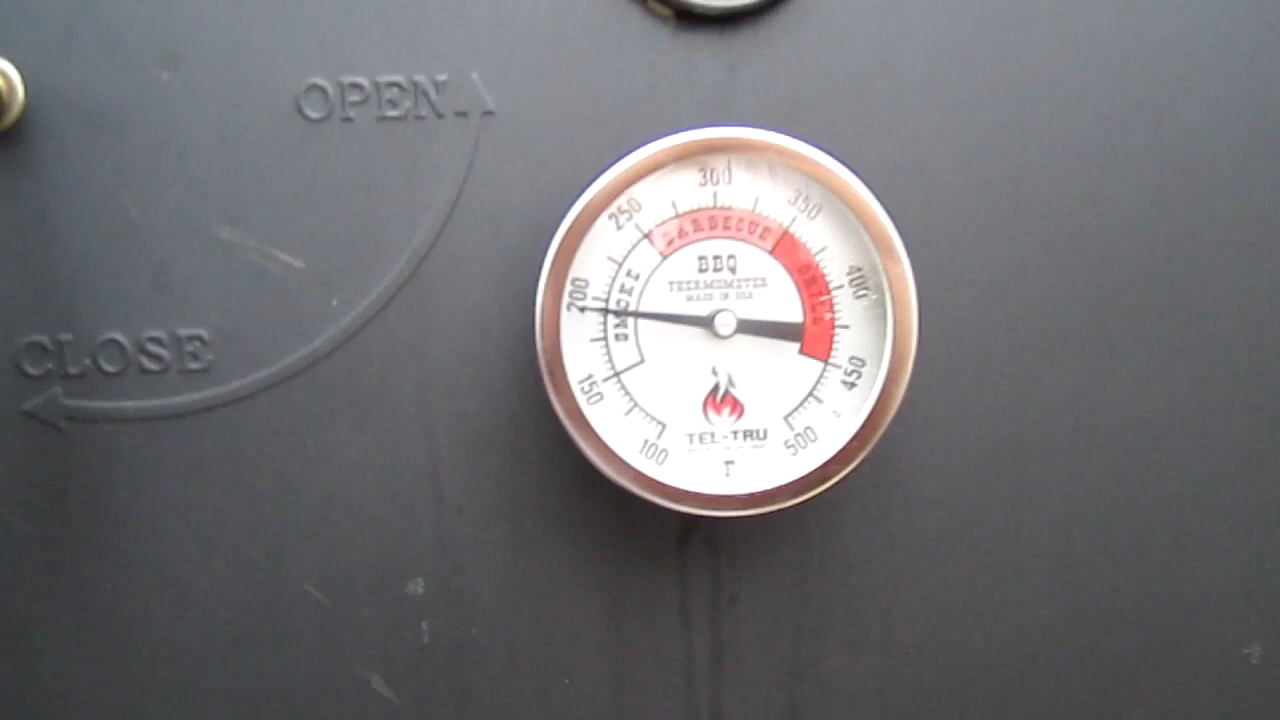 OPEN
CLOSE
100
150
200
250
300
350
400
450
500
SMOKE
BARBECUE
GRILL
BBQ
THERMOMETER
MADE IN USA
TEL-TRU
F